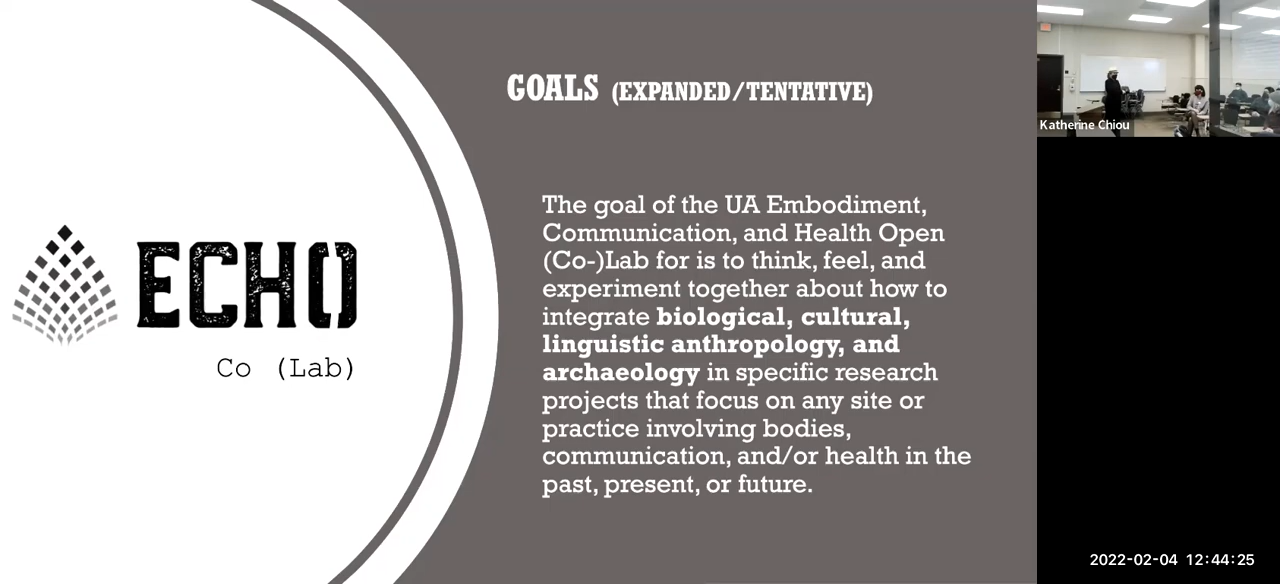 GOALS (EXPANDED/TENTATIVE)
ECHO
Co (Lab)
The goal of the UA Embodiment,
Communication, and Health Open
(Co-)Lab for is to think, feel, and
experiment together about how to
integrate biological, cultural,
linguistic anthropology, and
archaeology in specific research
projects that focus on any site or
practice involving bodies,
communication, and/or health in the
past, present, or future.
Katherine Chiou
2022-02-04 12:44:25